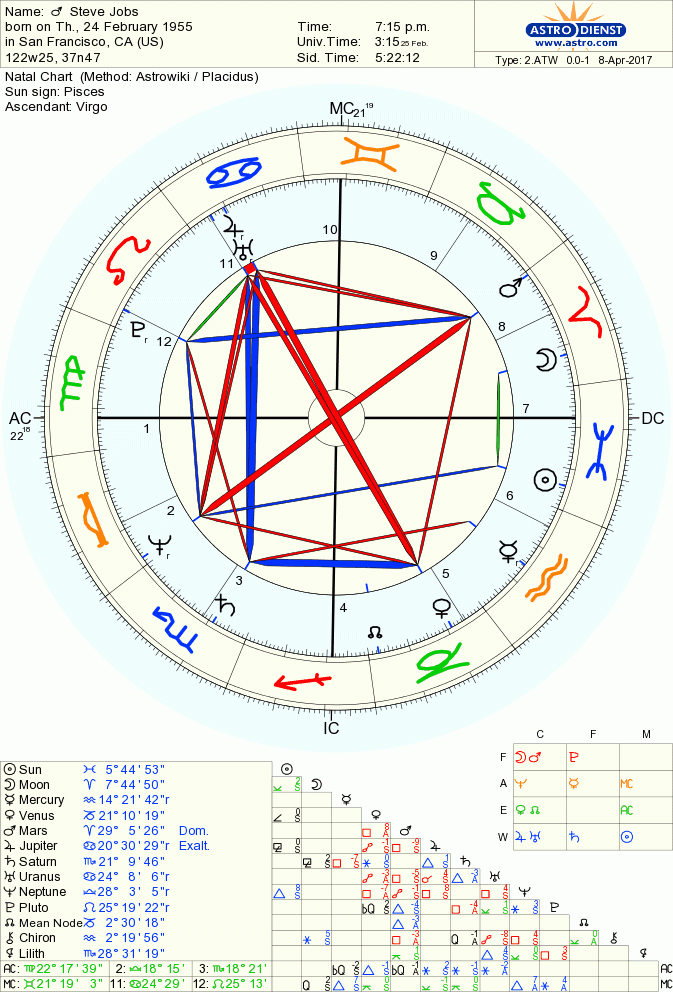 Name: ♂ Steve Jobs
born on Th., 24 February 1955
in San Francisco, CA (US)
122w25, 37n47
Time: 7:15 p.m.
Univ.Time: 3:15 25 Feb.
Sid. Time: 5:22:12
ASTRO DIENST
www.astro.com
Type: 2.ATW 0.0-1 8-Apr-2017
Natal Chart (Method: Astrowiki / Placidus)
Sun sign: Pisces
Ascendant: Virgo
MC 21 19
10
9
11
8
12
AC
22 18
1
7
DC
2
6
3
5
4
IC
C F M
F ☽♂ ♇
A ♆ ☿ MC
E ♀☊ AC
W ♃♅ ♄ ☉
☉ Sun ♓ 5°44'53"
☽ Moon ♈ 7°44'50"
☿ Mercury ♒ 14°21'42"r
♀ Venus ♑ 21°10'19"
♂ Mars ♈ 29° 5'26" Dom.
♃ Jupiter ♋ 20°30'29"r Exalt.
♄ Saturn ♏ 21° 9'46"
♅ Uranus ♋ 24° 8' 6"r
♆ Neptune ♎ 28° 3' 5"r
♇ Pluto ♌ 25°19'22"r
☊ Mean Node ♑ 2°30'18"
⚷ Chiron ♒ 2°19'56"
⚸ Lilith ♏ 28°31'19"
AC: ♍ 22°17'39" 2: ♎ 18°15' 3: ♏ 18°21'
MC: ♊ 21°19' 3" 11: ♋ 24°29' 12: ♌ 25°13'
AC
MC